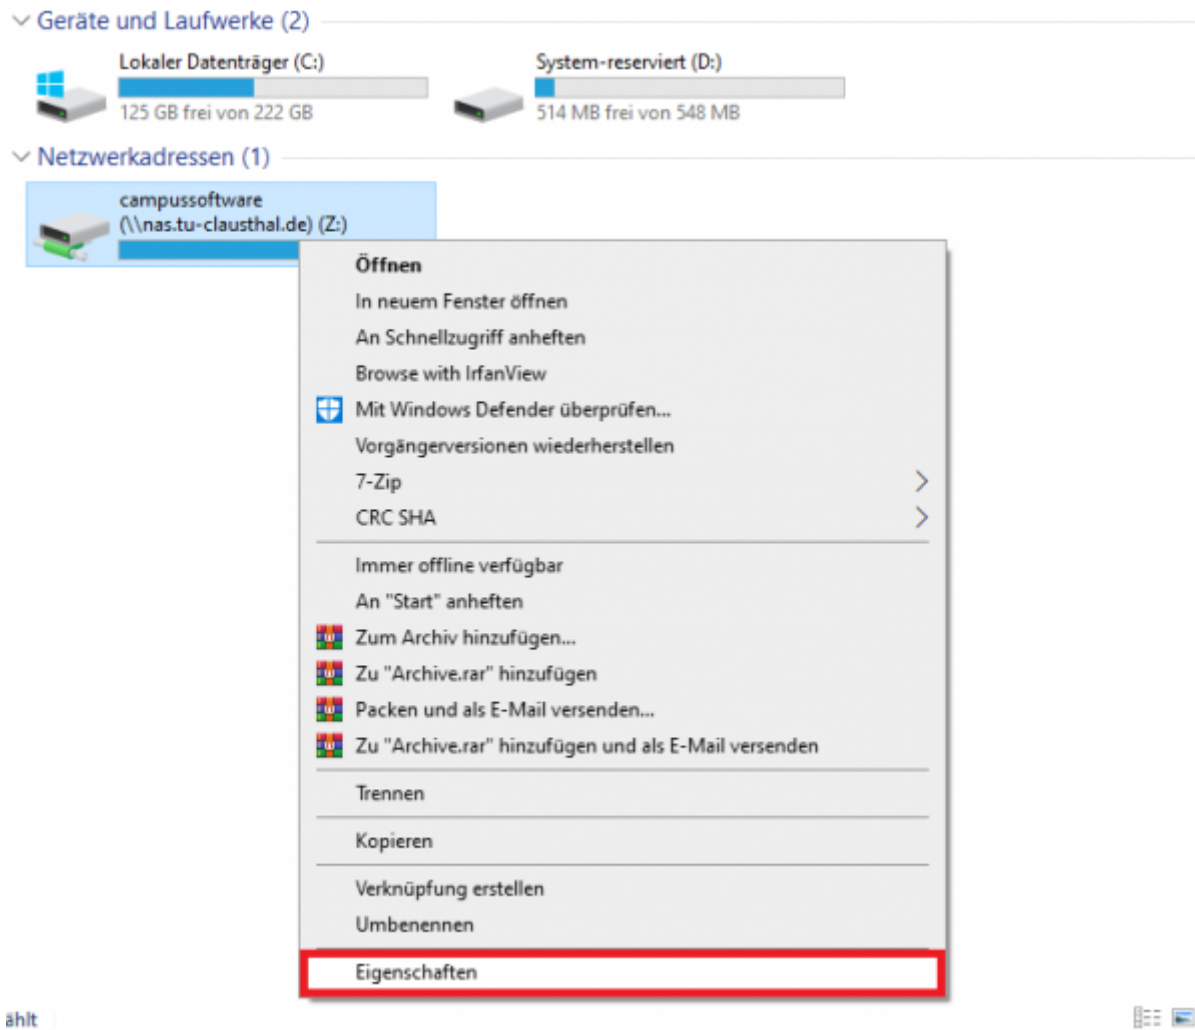 Geräte und Laufwerke (2)
Lokaler Datenträger (C:)
125 GB frei von 222 GB
System-reserviert (D:)
514 MB frei von 548 MB
Netzwerkadressen (1)
campussoftware
(\\nas.tu-clausthal.de) (Z:)
Öffnen
In neuem Fenster öffnen
An Schnellzugriff anheften
Browse with IrfanView
Mit Windows Defender überprüfen...
Vorgängerversionen wiederherstellen
7-Zip
CRC SHA
Immer offline verfügbar
An "Start" anheften
Zum Archiv hinzufügen...
Zu "Archive.rar" hinzufügen
Packen und als E-Mail versenden...
Zu "Archive.rar" hinzufügen und als E-Mail versenden
Trennen
Kopieren
Verknüpfung erstellen
Umbenennen
Eigenschaften
ählt